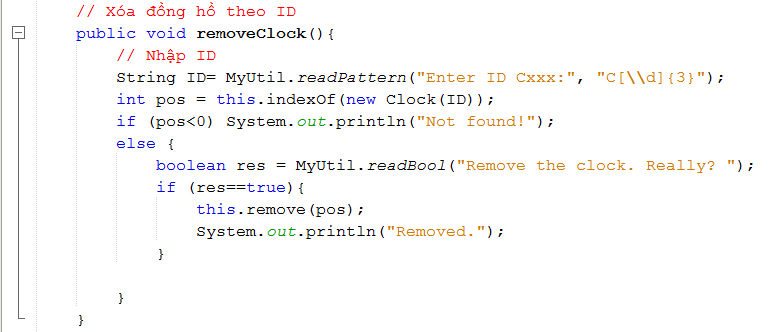 // Xóa đồng hồ theo ID
public void removeClock(){
// Nhập ID
String ID= MyUtil.readPattern("Enter ID Cxxx:", "C[\\d]{3}");
int pos = this.indexOf(new Clock(ID));
if (pos<0) System.out.println("Not found!");
else {
boolean res = MyUtil.readBool("Remove the clock. Really? ");
if (res==true){
this.remove(pos);
System.out.println("Removed.");
}
}
}